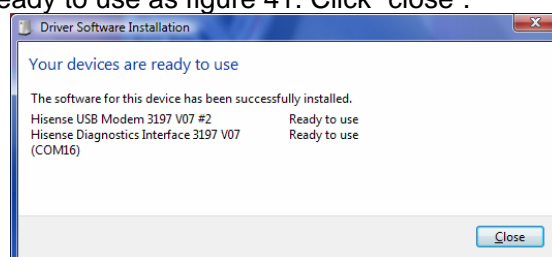 ready to use as figure 41. Click "close".
Driver Software Installation
Your devices are ready to use
The software for this device has been successfully installed.
Hisense USB Modem 3197 V07 #2 Ready to use
Hisense Diagnostics Interface 3197 V07 Ready to use
(COM16)
Close